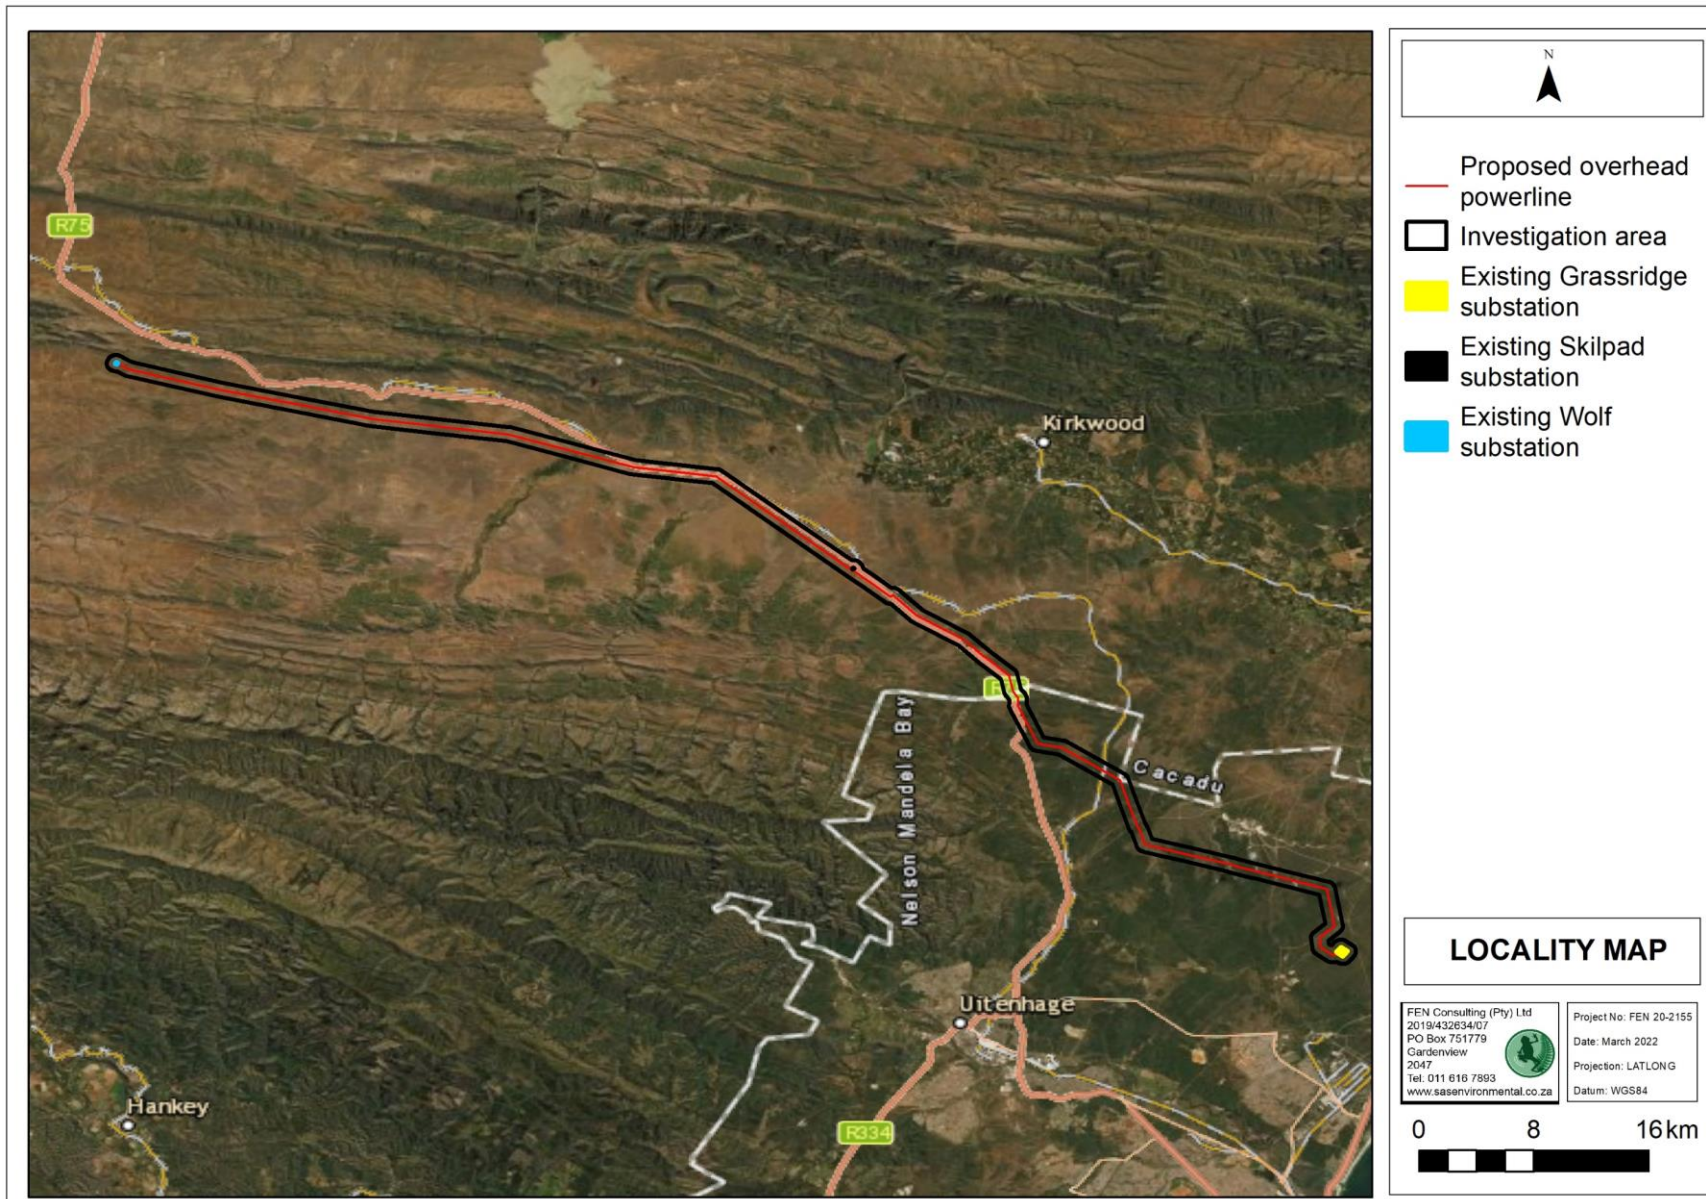 N
Proposed overhead
powerline
Investigation area
Existing Grassridge
substation
Existing Skilpad
substation
Existing Wolf
substation
R75
Kirkwood
Nelson Mandela Bay
Cacadu
Uitenhage
Hankey
R334
LOCALITY MAP
FEN Consulting (Pty) Ltd
2019/432634/07
PO Box 751779
Gardenview
2047
Tel: 011 616 7893
www.sasenvironmental.co.za
Project No: FEN 20-2155
Date: March 2022
Projection: LATLONG
Datum: WGS84
0 8 16 km